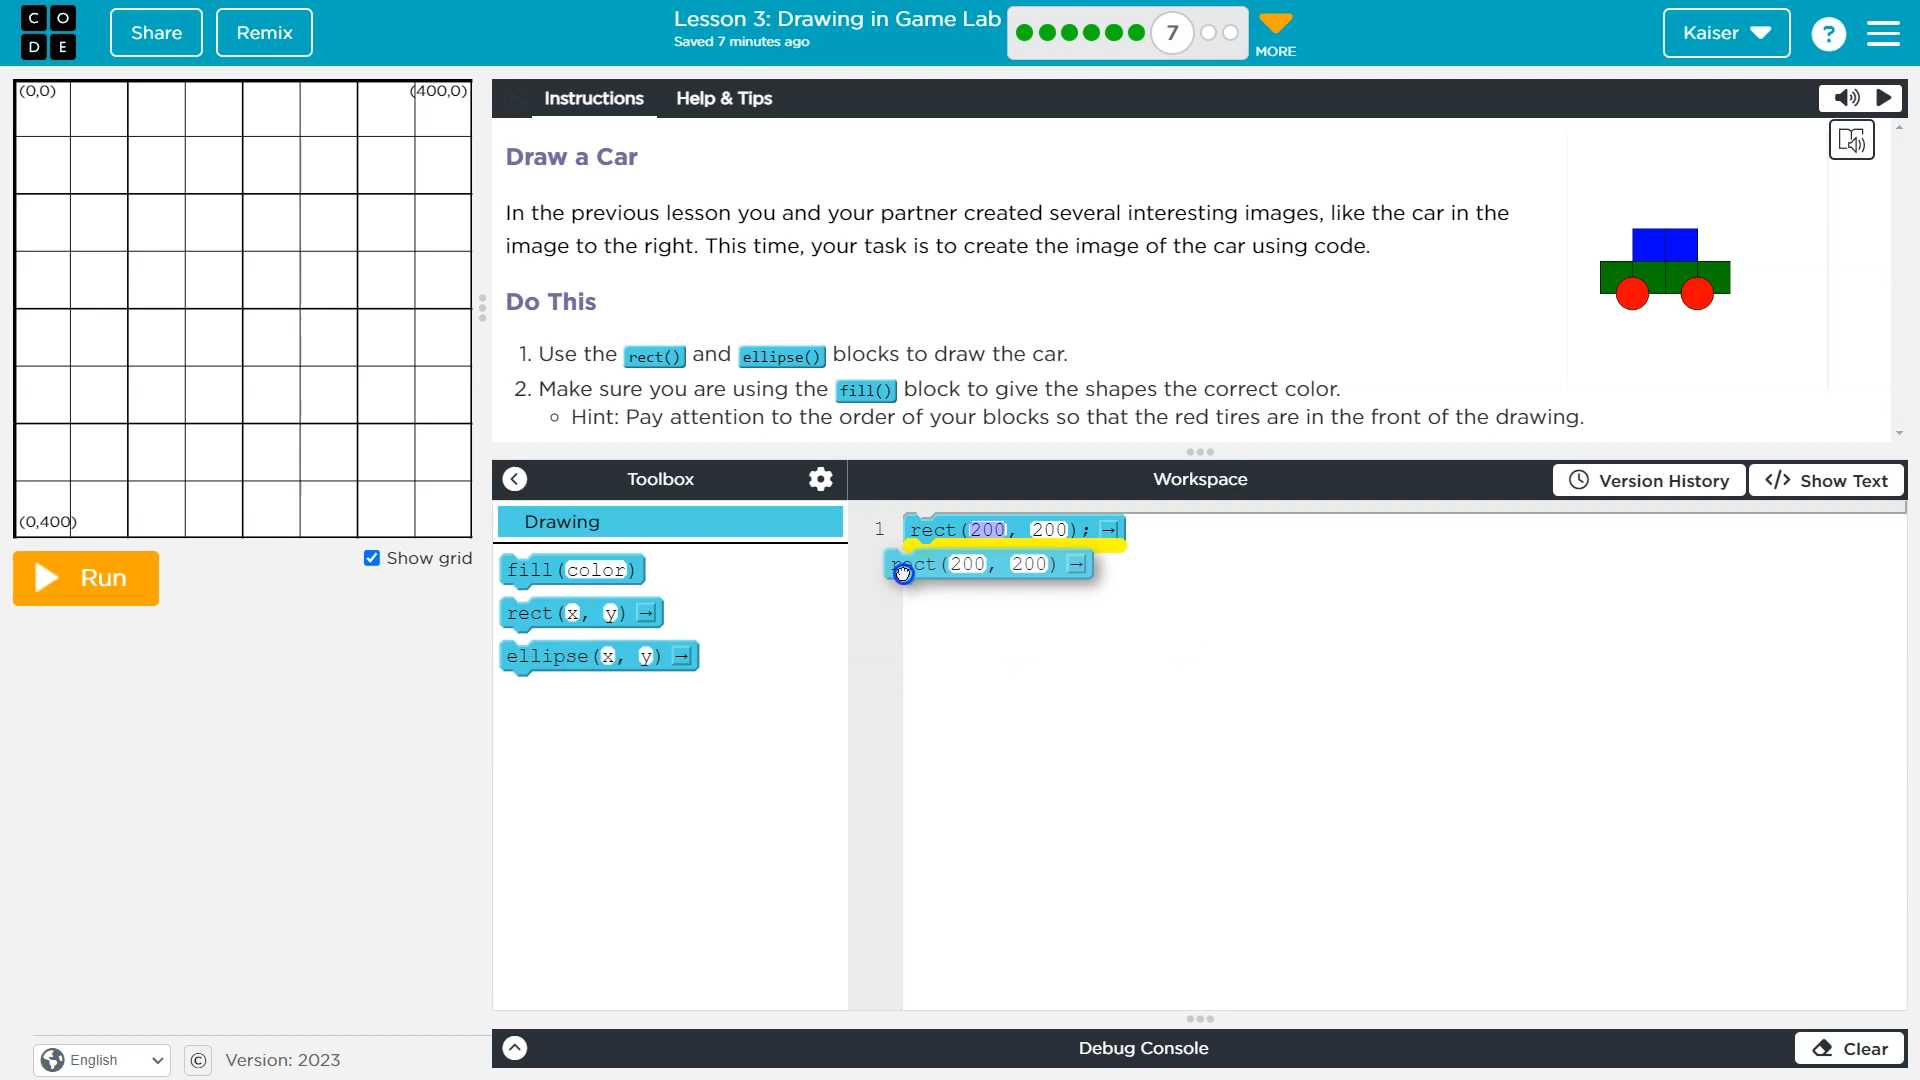 C O
D E
Share
Remix
Lesson 3: Drawing in Game Lab
Saved 7 minutes ago
7
MORE
Kaiser
?
(0,0)
(400,0)
(0,400)
Run
Show grid
Instructions
Help & Tips
Draw a Car
In the previous lesson you and your partner created several interesting images, like the car in the
image to the right. This time, your task is to create the image of the car using code.
Do This
1. Use the rect() and ellipse() blocks to draw the car.
2. Make sure you are using the fill() block to give the shapes the correct color.
Hint: Pay attention to the order of your blocks so that the red tires are in the front of the drawing.
Toolbox
Workspace
Version History
</> Show Text
Drawing
fill(color)
rect(x, y) →
ellipse(x, y) →
1
rect(200, 200); →
rect(200, 200) →
English
©
Version: 2023
Debug Console
Clear